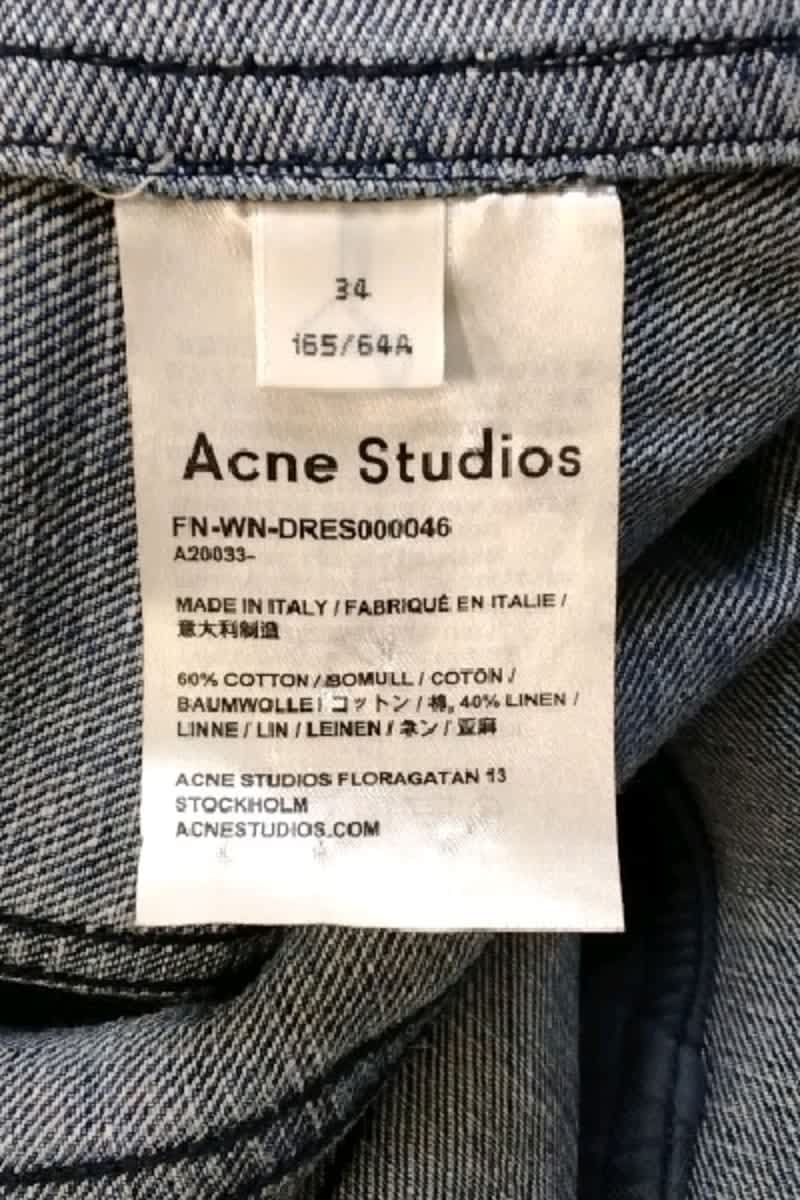 34
165/64A
Acne Studios
FN-WN-DRES000046
A20033-
MADE IN ITALY / FABRIQUÉ EN ITALIE /
意大利制造
60% COTTON / BOMULL / COTON /
BAUMWOLLE / コットン / 棉, 40% LINEN /
LINNE / LIN / LEINEN / ネン / 亚麻
ACNE STUDIOS FLORAGATAN 13
STOCKHOLM
ACNESTUDIOS.COM